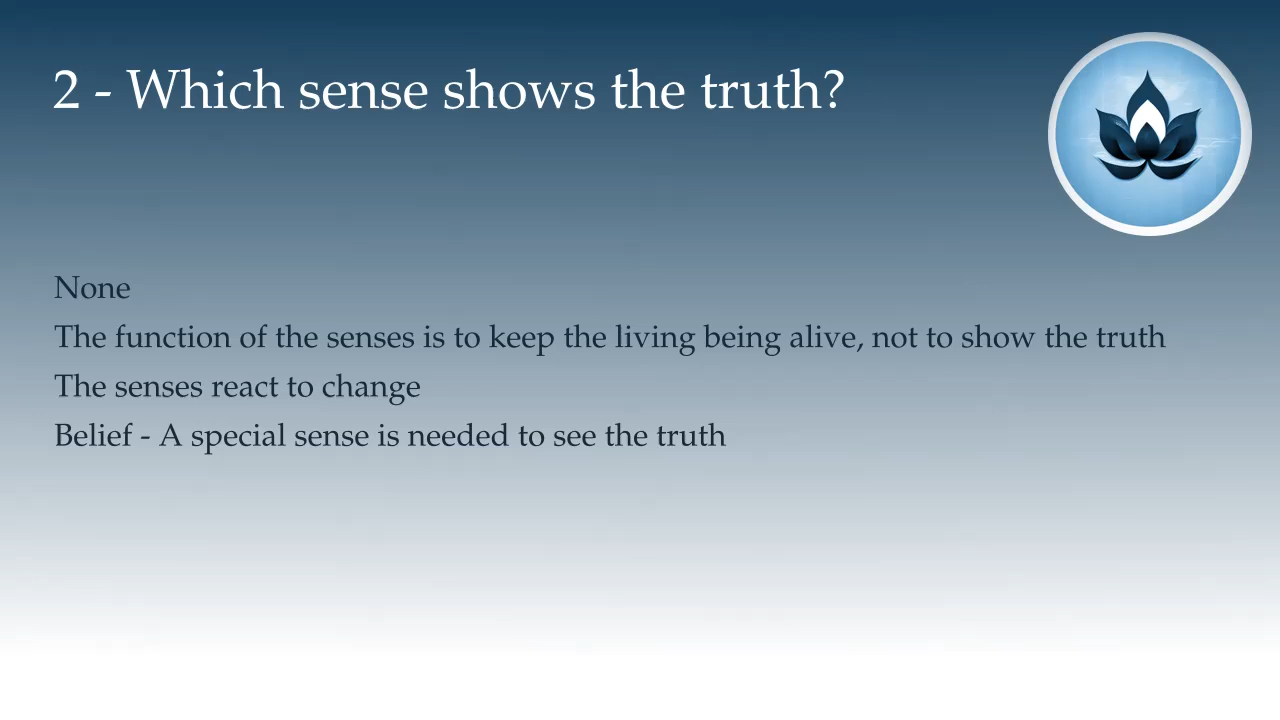 2 - Which sense shows the truth?
None
The function of the senses is to keep the living being alive, not to show the truth
The senses react to change
Belief - A special sense is needed to see the truth